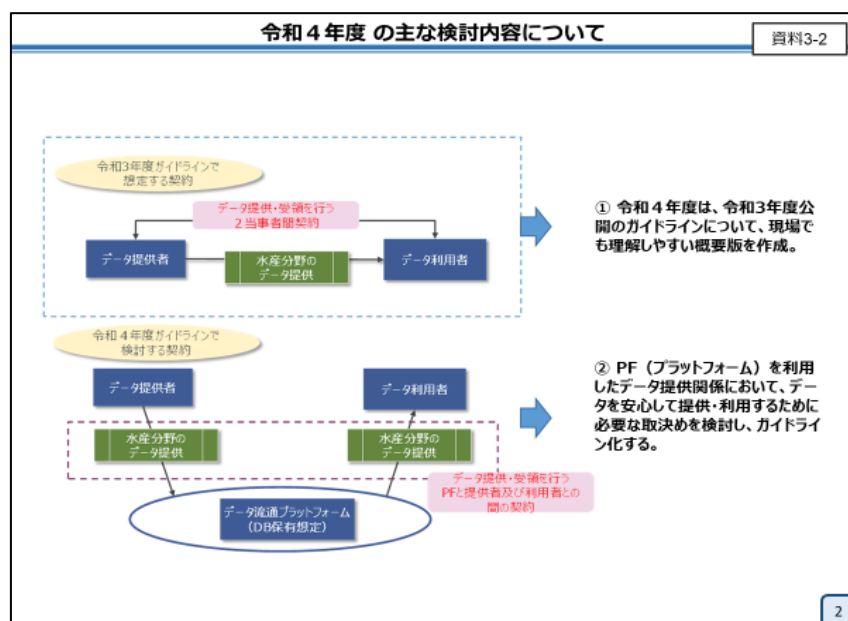 令和４年度 の主な検討内容について
資料3-2
令和3年度ガイドラインで
想定する契約
データ提供・受領を行う
２当事者間契約
データ提供者
水産分野の
データ提供
データ利用者
① 令和４年度は、令和3年度公
開のガイドラインについて、現場で
も理解しやすい概要版を作成。
令和４年度ガイドラインで
検討する契約
データ提供者
データ利用者
水産分野の
データ提供
水産分野の
データ提供
データ提供・受領を行う
PFと提供者及び利用者との
間の契約
データ流通プラットフォーム
（DB保有想定）
② PF（プラットフォーム）を利用
したデータ提供関係において、デー
タを安心して提供・利用するために
必要な取決めを検討し、ガイドライ
ン化する。
2